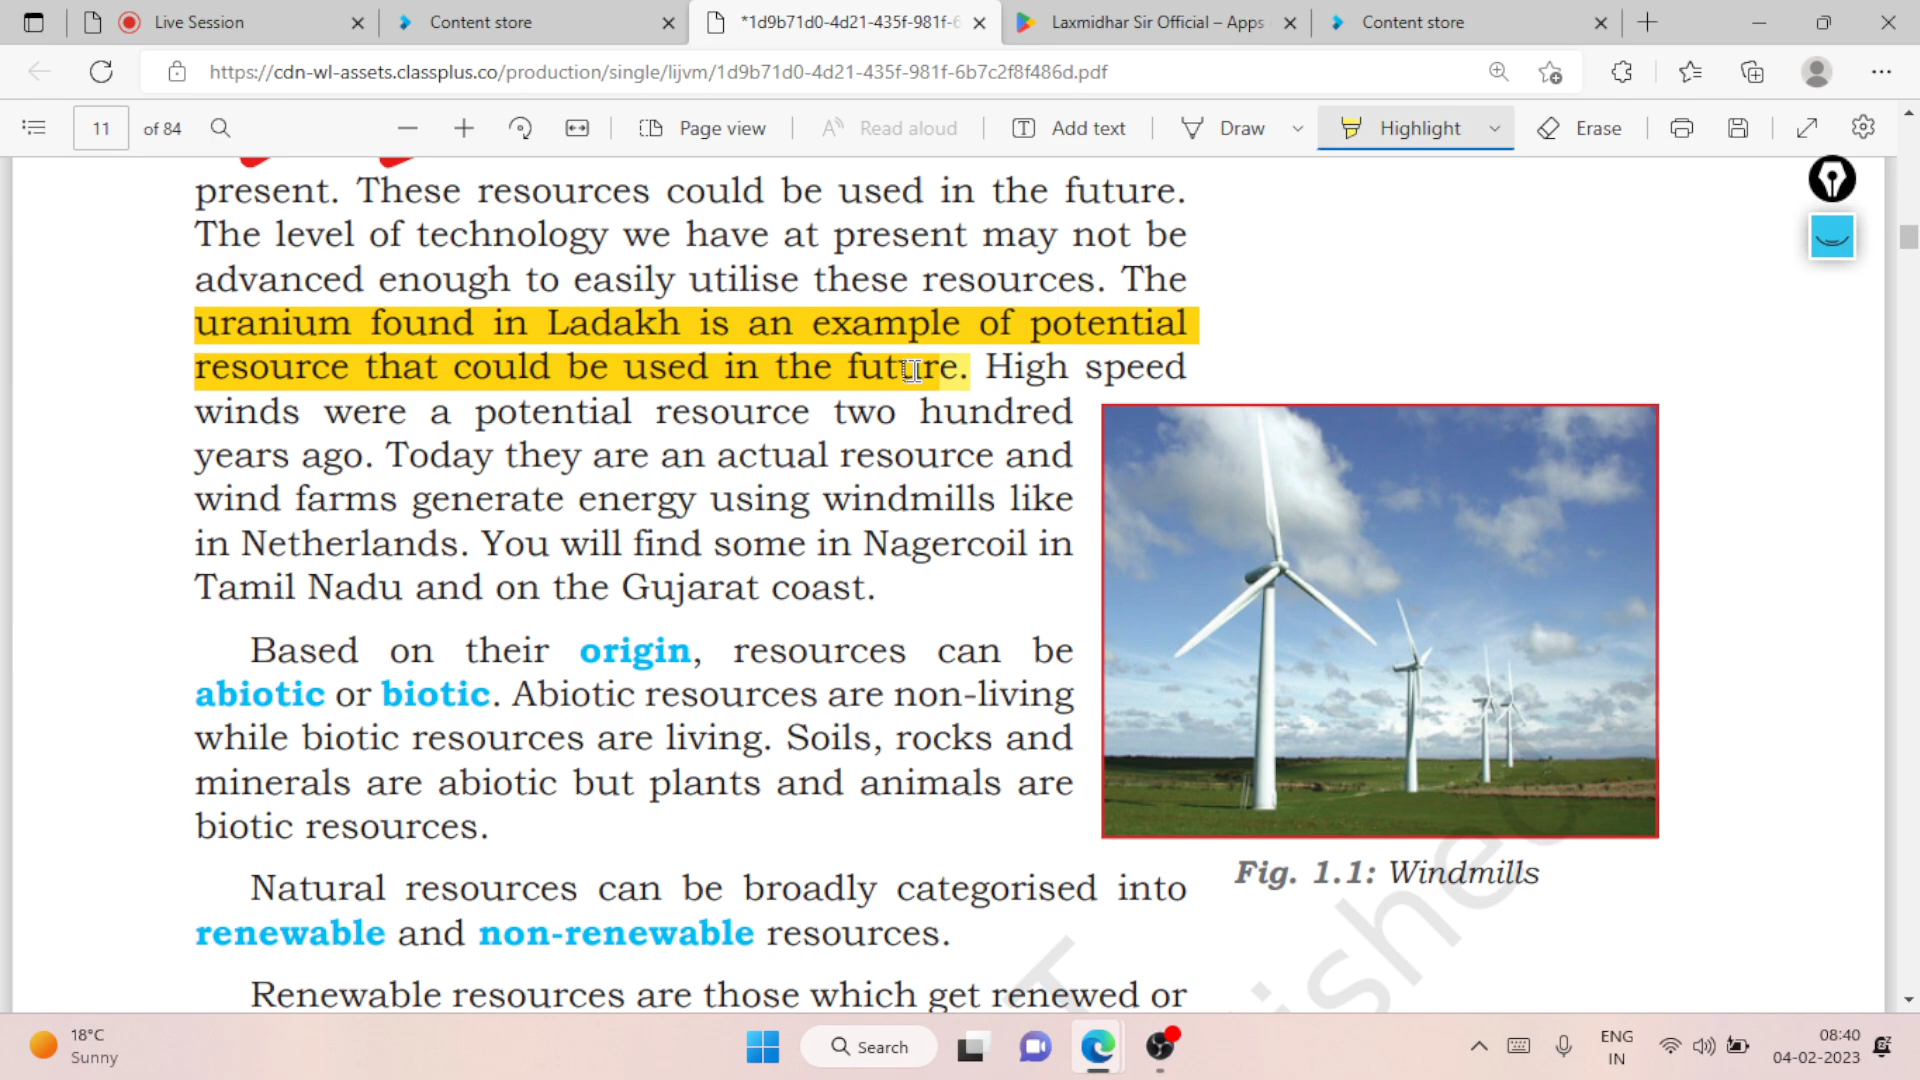 Live Session
Content store
*1d9b71d0-4d21-435f-981f-6
Laxmidhar Sir Official – Apps
Content store
https://cdn-wl-assets.classplus.co/production/single/lijvm/1d9b71d0-4d21-435f-981f-6b7c2f8f486d.pdf
11 of 84
Page view
Read aloud
Add text
Draw
Highlight
Erase
present. These resources could be used in the future.
The level of technology we have at present may not be
advanced enough to easily utilise these resources. The
uranium found in Ladakh is an example of potential
resource that could be used in the future. High speed
winds were a potential resource two hundred
years ago. Today they are an actual resource and
wind farms generate energy using windmills like
in Netherlands. You will find some in Nagercoil in
Tamil Nadu and on the Gujarat coast.
Based on their origin, resources can be
abiotic or biotic. Abiotic resources are non-living
while biotic resources are living. Soils, rocks and
minerals are abiotic but plants and animals are
biotic resources.
Fig. 1.1: Windmills
Natural resources can be broadly categorised into
renewable and non-renewable resources.
Renewable resources are those which get renewed or
18°C
Sunny
Search
ENG
IN
08:40
04-02-2023